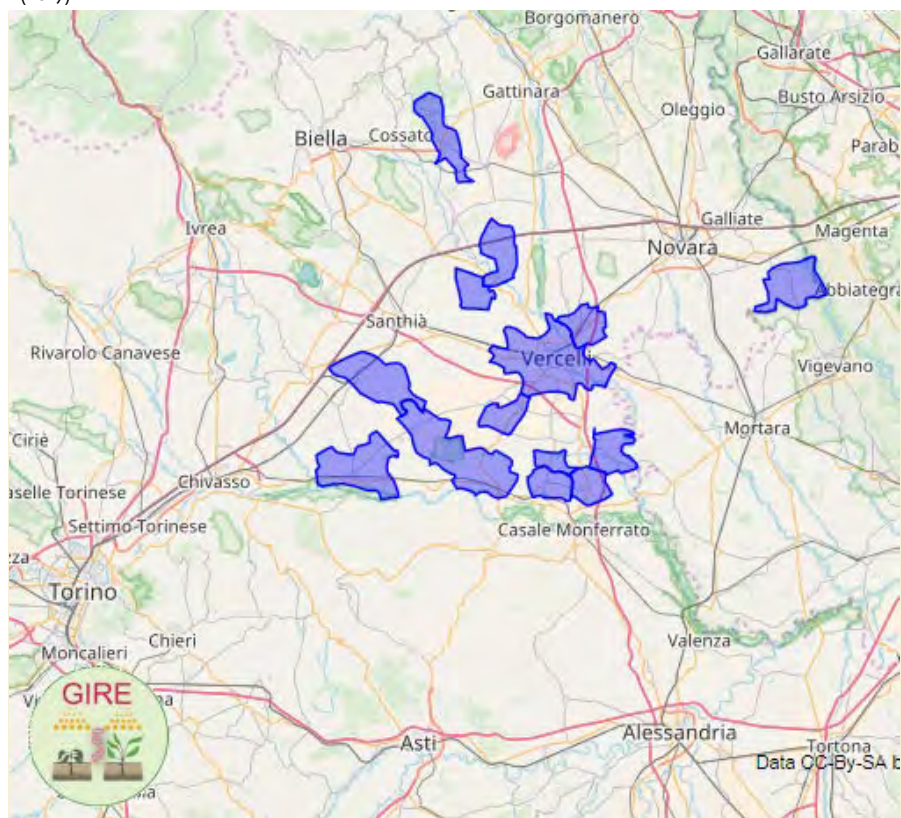 Borgomanero
Gallarate
Gattinara
Busto Arsizio
Oleggio
Biella
Cossato
Parab
Galliate
Ivrea
Magenta
Novara
Abbiategra
Santhià
Rivarolo Canavese
Vercelli
Vigevano
Mortara
Ciriè
Chivasso
aselle Torinese
Settimo Torinese
Casale Monferrato
Torino
Chieri
Valenza
Moncalieri
GIRE
Alessandria
Asti
Tortona
Data CC-By-SA b